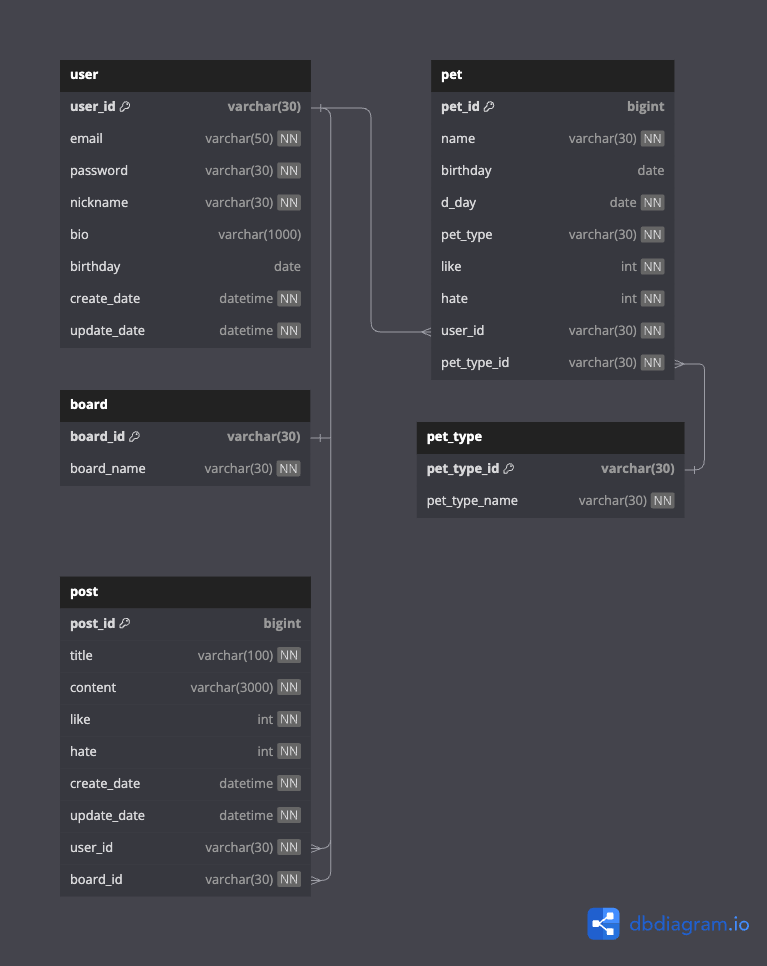 user
user_id varchar(30)
email varchar(50) NN
password varchar(30) NN
nickname varchar(30) NN
bio varchar(1000)
birthday date
create_date datetime NN
update_date datetime NN
pet
pet_id bigint
name varchar(30) NN
birthday date
d_day date NN
pet_type varchar(30) NN
like int NN
hate int NN
user_id varchar(30) NN
pet_type_id varchar(30) NN
board
board_id varchar(30)
board_name varchar(30) NN
pet_type
pet_type_id varchar(30)
pet_type_name varchar(30) NN
post
post_id bigint
title varchar(100) NN
content varchar(3000) NN
like int NN
hate int NN
create_date datetime NN
update_date datetime NN
user_id varchar(30) NN
board_id varchar(30) NN
dbdiagram.io